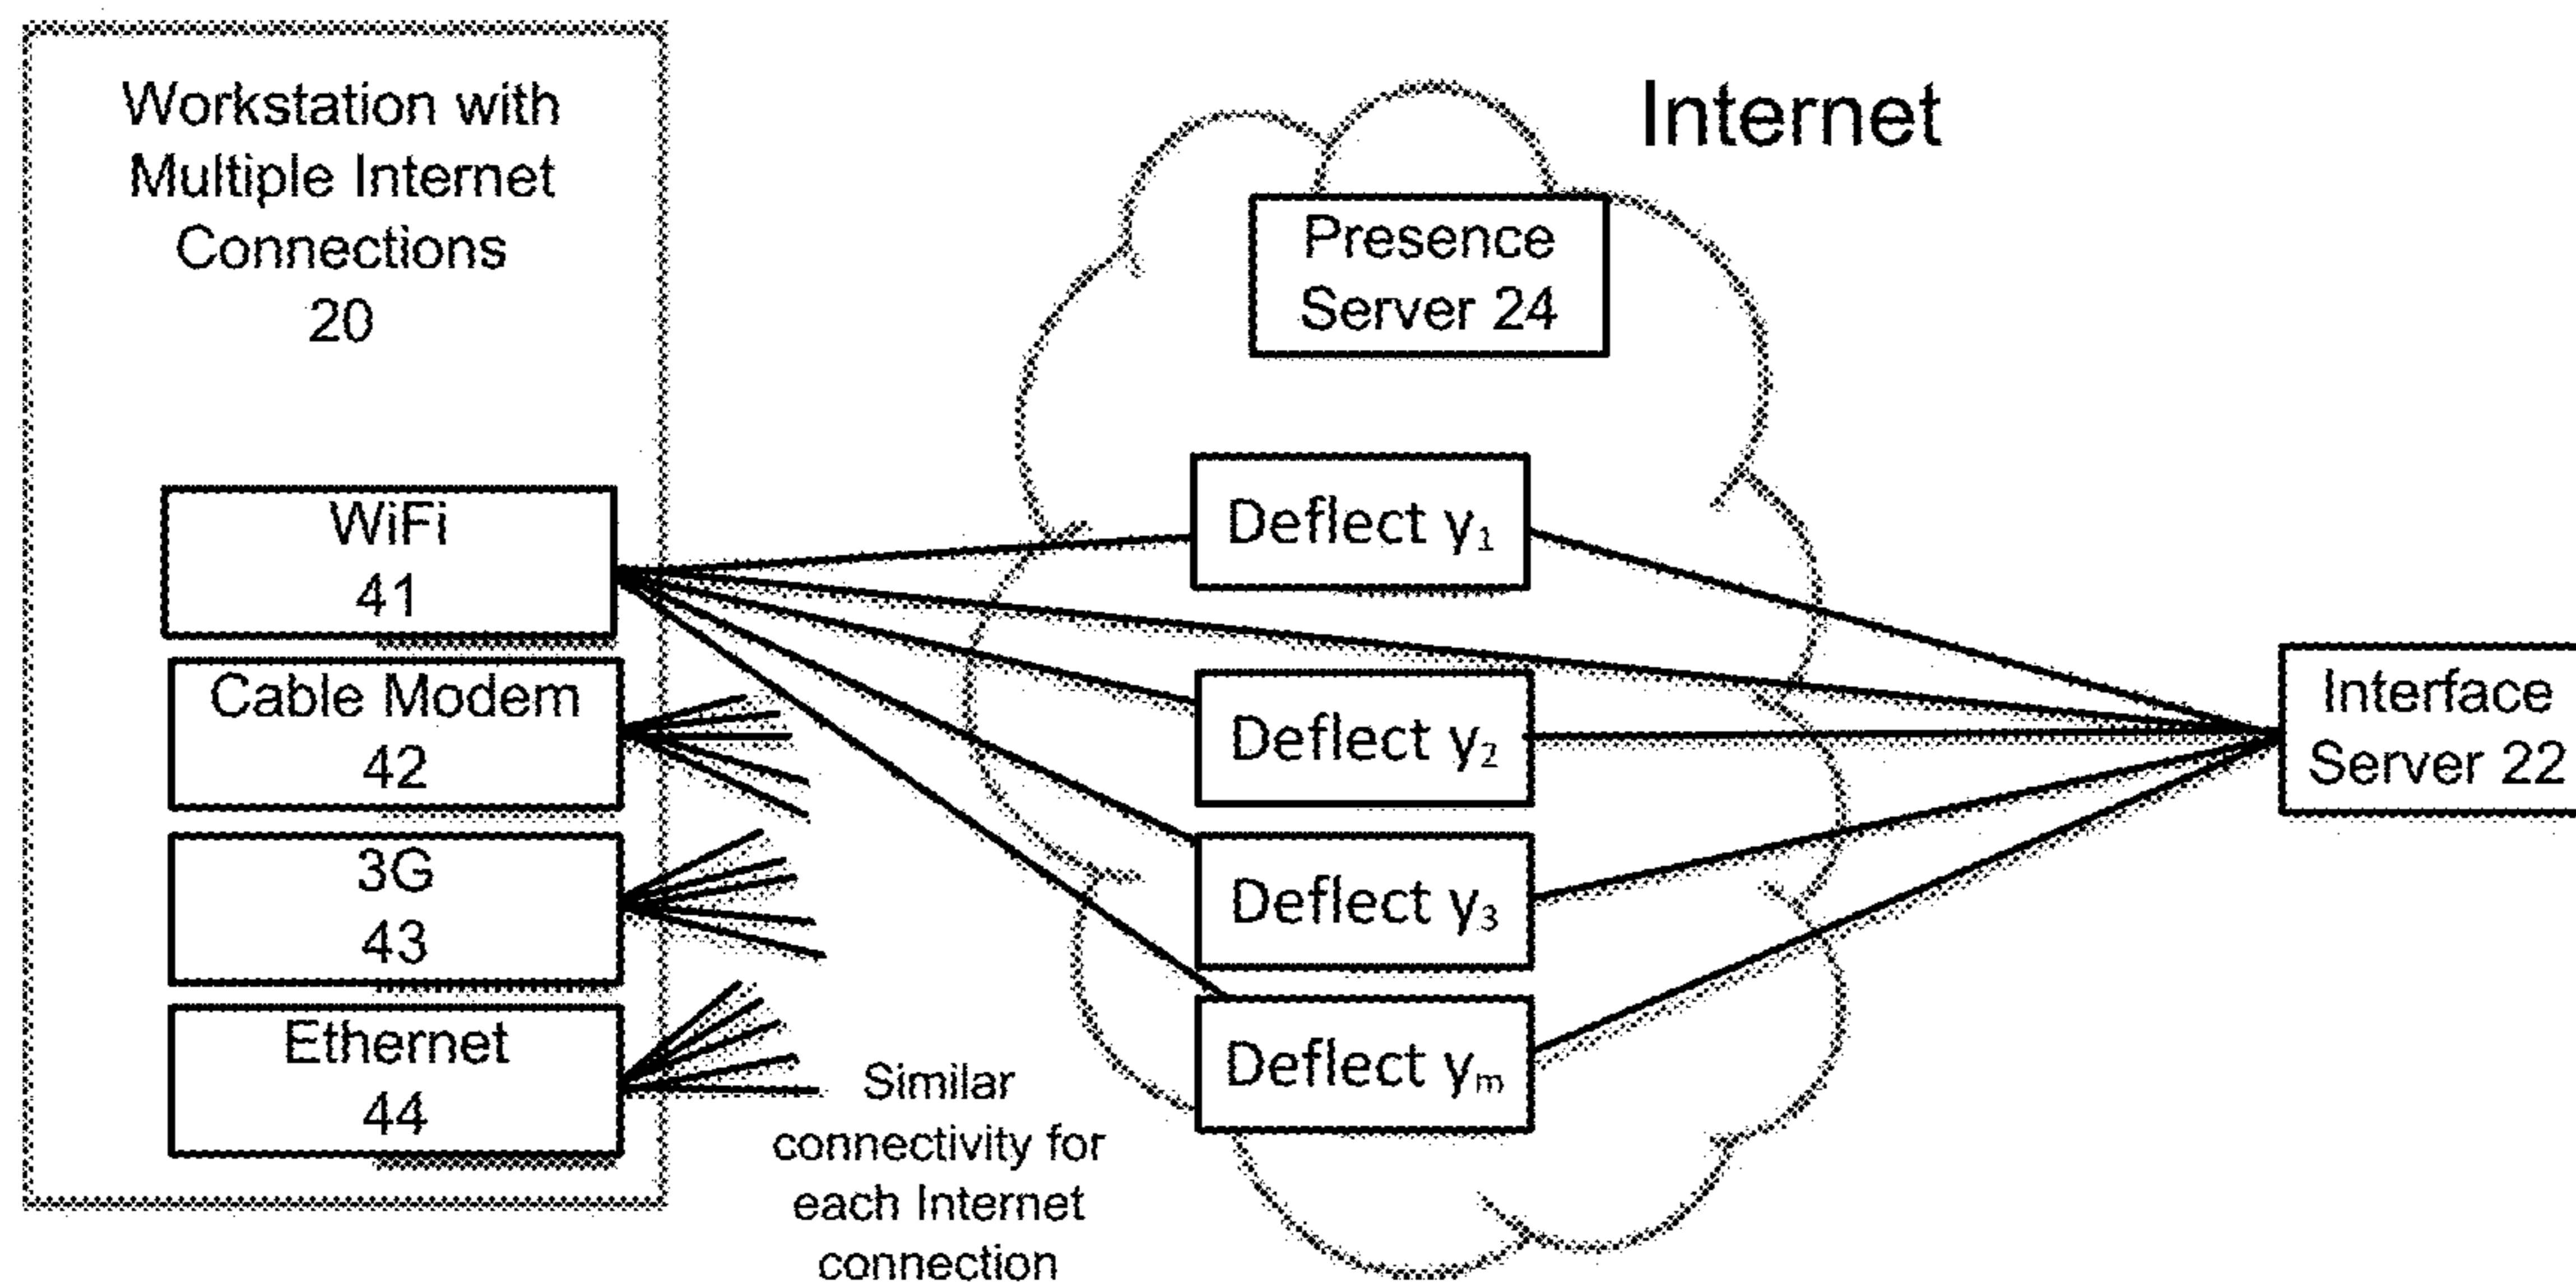 Workstation with
Multiple Internet
Connections
20
WiFi
41
Cable Modem
42
3G
43
Ethernet
44
Similar
connectivity for
each Internet
connection
Internet
Presence
Server 24
Deflect y₁
Deflect y₂
Deflect y₃
Deflect yₘ
Interface
Server 22